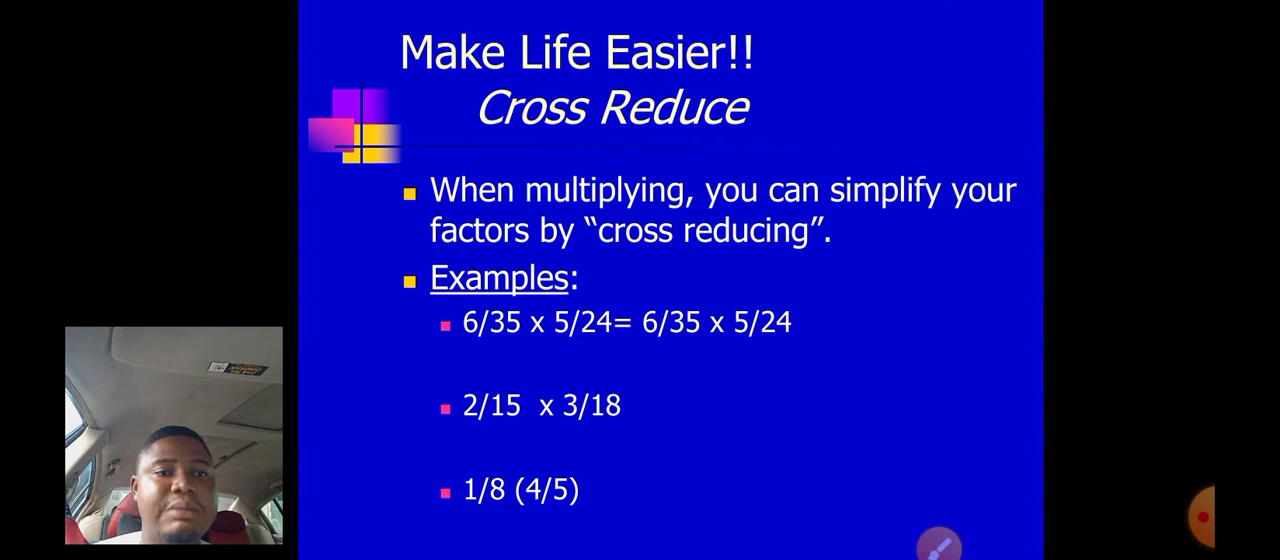 Make Life Easier!!
Cross Reduce
When multiplying, you can simplify your
factors by “cross reducing”.
Examples:
6/35 x 5/24= 6/35 x 5/24
2/15 x 3/18
1/8 (4/5)